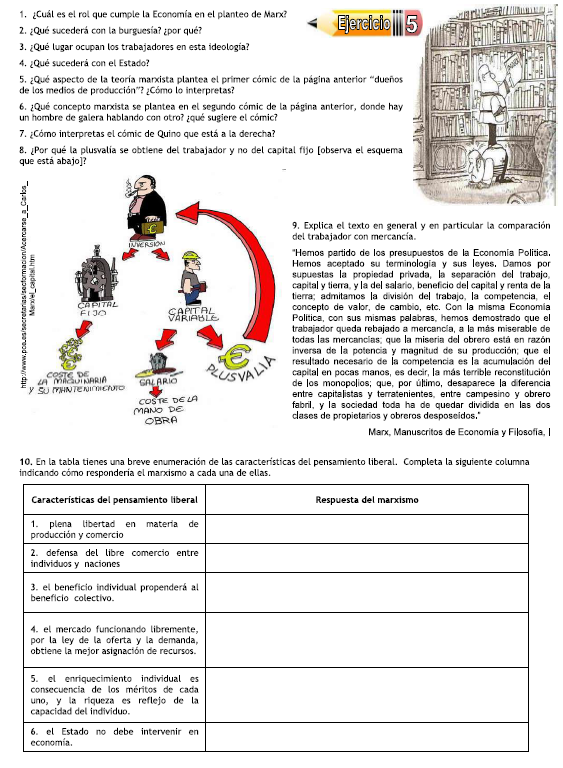 Ejercicio 5
1. ¿Cuál es el rol que cumple la Economía en el planteo de Marx?
2. ¿Qué sucederá con la burguesía? ¿por qué?
3. ¿Qué lugar ocupan los trabajadores en esta ideología?
4. ¿Qué sucederá con el Estado?
5. ¿Qué aspecto de la teoría marxista plantea el primer cómic de la página anterior “dueños
de los medios de producción”? ¿Cómo lo interpretas?
6. ¿Qué concepto marxista se plantea en el segundo cómic de la página anterior, donde hay
un hombre de galera hablando con otro? ¿qué sugiere el cómic?
7. ¿Cómo interpretas el cómic de Quino que está a la derecha?
8. ¿Por qué la plusvalía se obtiene del trabajador y no del capital fijo [observa el esquema
que está abajo]?
INVERSIÓN
CAPITAL
FIJO
CAPITAL
VARIABLE
COSTE DE
LA MAQUINARIA
Y SU MANTENIMIENTO
SALARIO
COSTE DE LA
MANO DE
OBRA
PLUSVALIA
9. Explica el texto en general y en particular la comparación
del trabajador con mercancía.
"Hemos partido de los presupuestos de la Economía Política.
Hemos aceptado su terminología y sus leyes. Damos por
supuestas la propiedad privada, la separación del trabajo,
capital y tierra, y la del salario, beneficio del capital y renta de la
tierra; admitamos la división del trabajo, la competencia, el
concepto de valor, de cambio, etc. Con la misma Economía
Política, con sus mismas palabras, hemos demostrado que el
trabajador queda rebajado a mercancía, a la más miserable de
todas las mercancías; que la miseria del obrero está en razón
inversa de la potencia y magnitud de su producción; que el
resultado necesario de la competencia es la acumulación del
capital en pocas manos, es decir, la más terrible reconstitución
de los monopolios; que, por último, desaparece la diferencia
entre capitalistas y terratenientes, entre campesino y obrero
fabril, y la sociedad toda ha de quedar dividida en las dos
clases de propietarios y obreros desposeídos."
Marx, Manuscritos de Economía y Filosofía, I
10. En la tabla tienes una breve enumeración de las características del pensamiento liberal. Completa la siguiente columna
indicando cómo respondería el marxismo a cada una de ellas.
Características del pensamiento liberal
Respuesta del marxismo
1. plena libertad en materia de
producción y comercio
2. defensa del libre comercio entre
individuos y naciones
3. el beneficio individual propenderá al
beneficio colectivo.
4. el mercado funcionando libremente,
por la ley de la oferta y la demanda,
obtiene la mejor asignación de recursos.
5. el enriquecimiento individual es
consecuencia de los méritos de cada
uno, y la riqueza es reflejo de la
capacidad del individuo.
6. el Estado no debe intervenir en
economía.